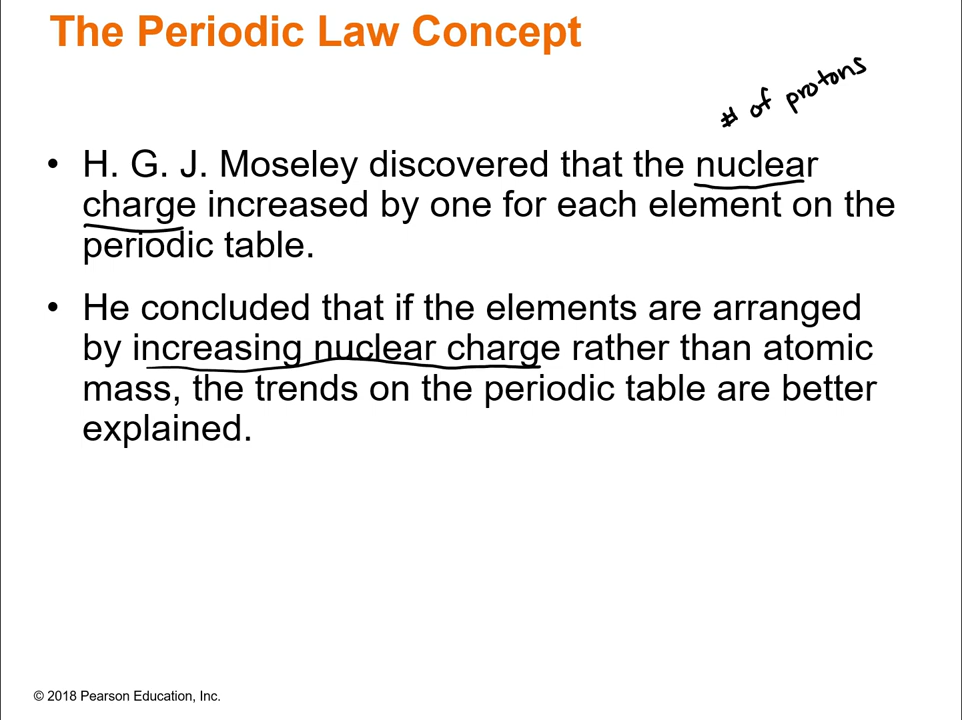 The Periodic Law Concept
# of protons
• H. G. J. Moseley discovered that the nuclear
charge increased by one for each element on the
periodic table.
• He concluded that if the elements are arranged
by increasing nuclear charge rather than atomic
mass, the trends on the periodic table are better
explained.
© 2018 Pearson Education, Inc.